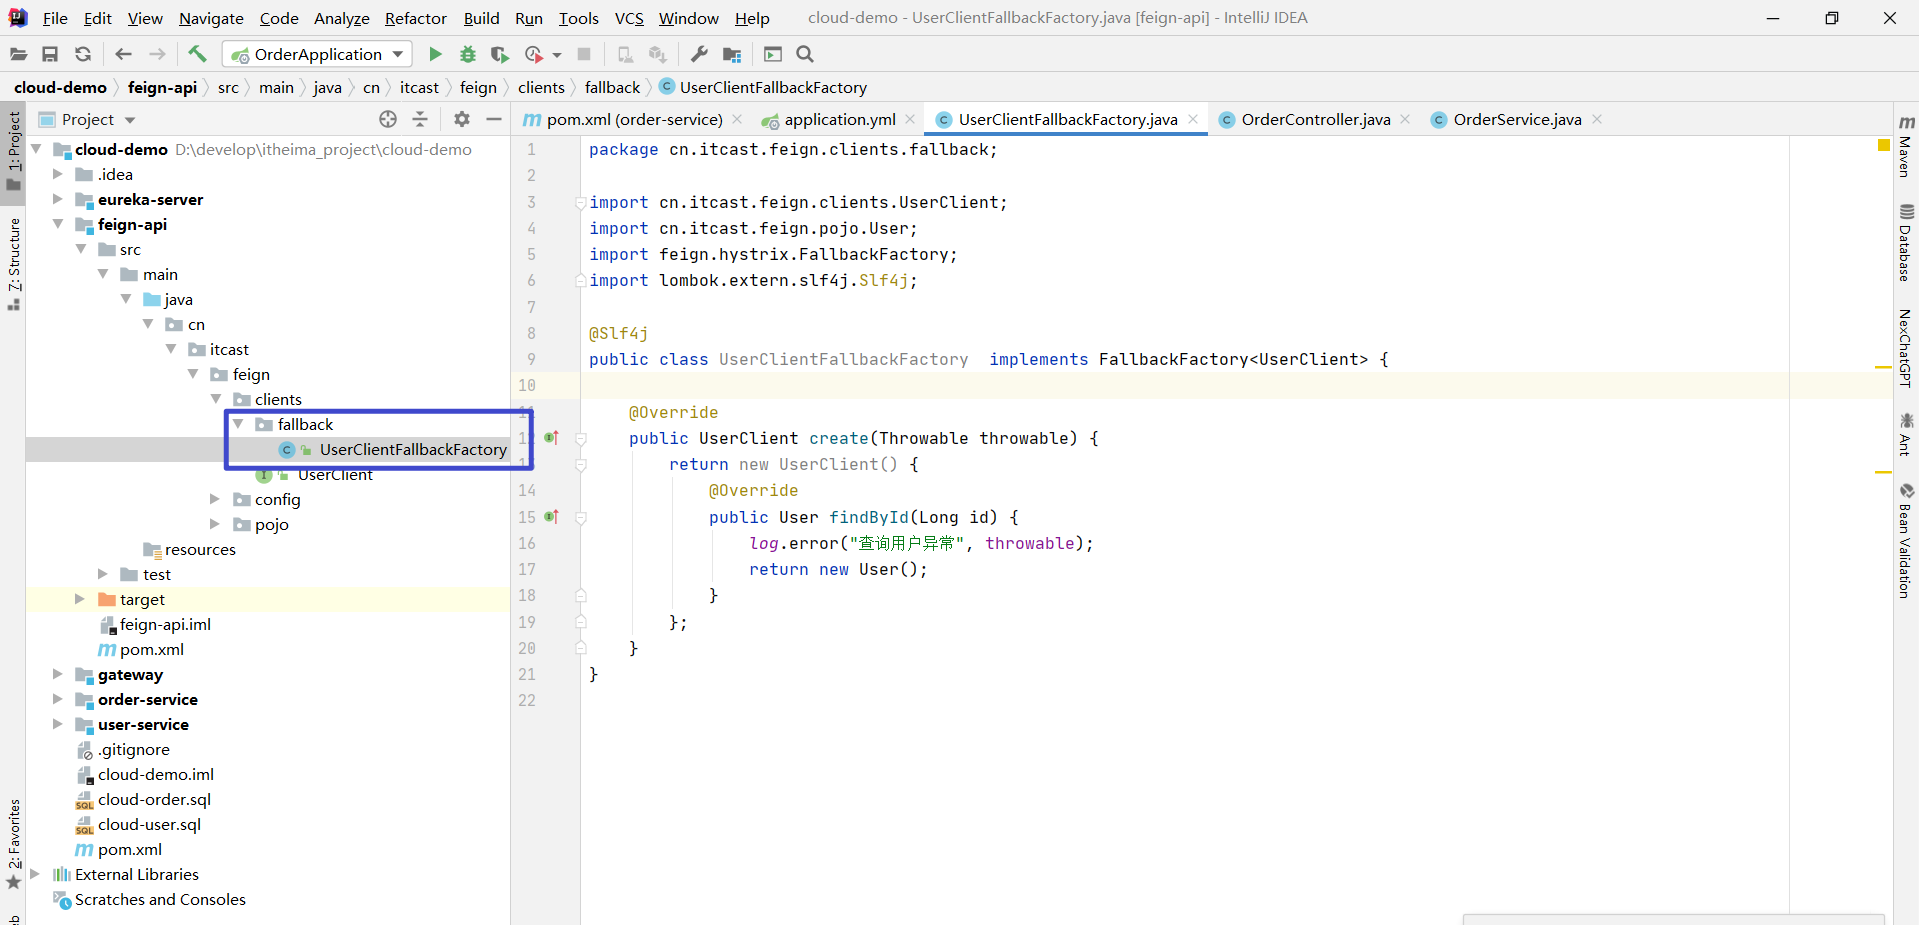 File Edit View Navigate Code Analyze Refactor Build Run Tools VCS Window Help cloud-demo - UserClientFallbackFactory.java [feign-api] - IntelliJ IDEA
OrderApplication
cloud-demo feign-api src main java cn itcast feign clients fallback UserClientFallbackFactory
Project
pom.xml (order-service) application.yml UserClientFallbackFactory.java OrderController.java OrderService.java
1: Project
7: Structure
2: Favorites
cloud-demo D:\develop\itheima_project\cloud-demo
.idea
eureka-server
feign-api
src
main
java
cn
itcast
feign
clients
fallback
UserClientFallbackFactory
UserClient
config
pojo
resources
test
target
feign-api.iml
pom.xml
gateway
order-service
user-service
.gitignore
cloud-demo.iml
cloud-order.sql
cloud-user.sql
pom.xml
External Libraries
Scratches and Consoles
1 package cn.itcast.feign.clients.fallback;
2
3 import cn.itcast.feign.clients.UserClient;
4 import cn.itcast.feign.pojo.User;
5 import feign.hystrix.FallbackFactory;
6 import lombok.extern.slf4j.Slf4j;
7
8 @Slf4j
9 public class UserClientFallbackFactory  implements FallbackFactory<UserClient> {
10
11 @Override
12 public UserClient create(Throwable throwable) {
13 return new UserClient() {
14 @Override
15 public User findById(Long id) {
16 log.error("查询用户异常", throwable);
17 return new User();
18 }
19 };
20 }
21 }
22
Maven
Database
NexChatGPT
Ant
Bean Validation